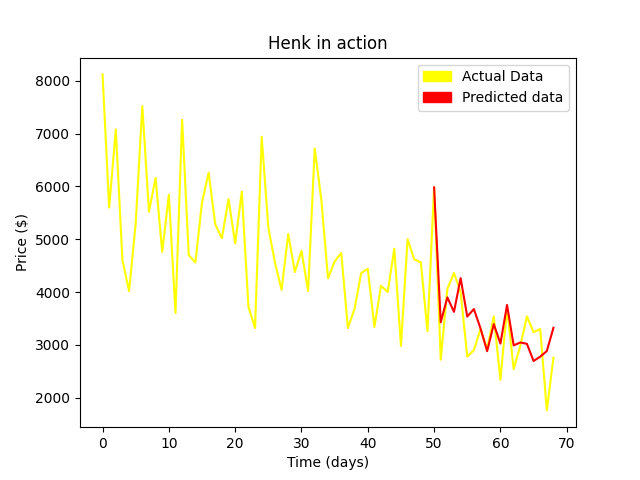 Henk in action
Actual Data
Predicted data
8000
7000
6000
5000
4000
3000
2000
Price ($)
0 10 20 30 40 50 60 70
Time (days)